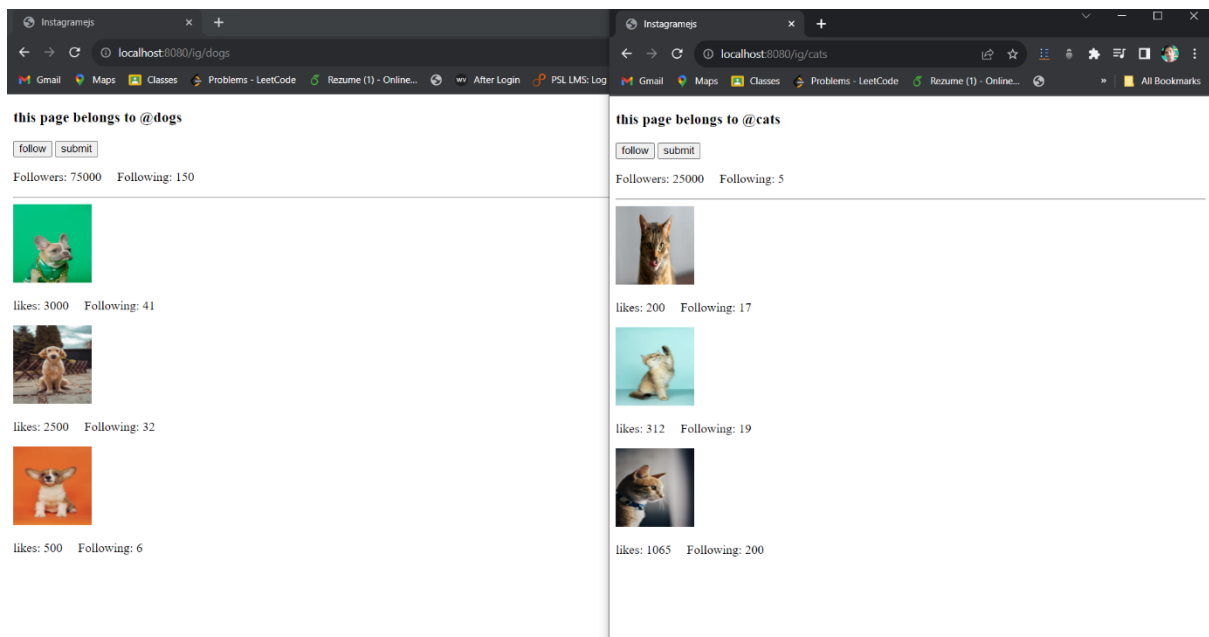 Instagramejs
localhost:8080/ig/dogs
Gmail Maps Classes Problems - LeetCode Rezume (1) - Online... wv After Login PSL LMS: Log
this page belongs to @dogs
follow submit
Followers: 75000 Following: 150
likes: 3000 Following: 41
likes: 2500 Following: 32
likes: 500 Following: 6
Instagramejs
localhost:8080/ig/cats
Gmail Maps Classes Problems - LeetCode Rezume (1) - Online... » All Bookmarks
this page belongs to @cats
follow submit
Followers: 25000 Following: 5
likes: 200 Following: 17
likes: 312 Following: 19
likes: 1065 Following: 200